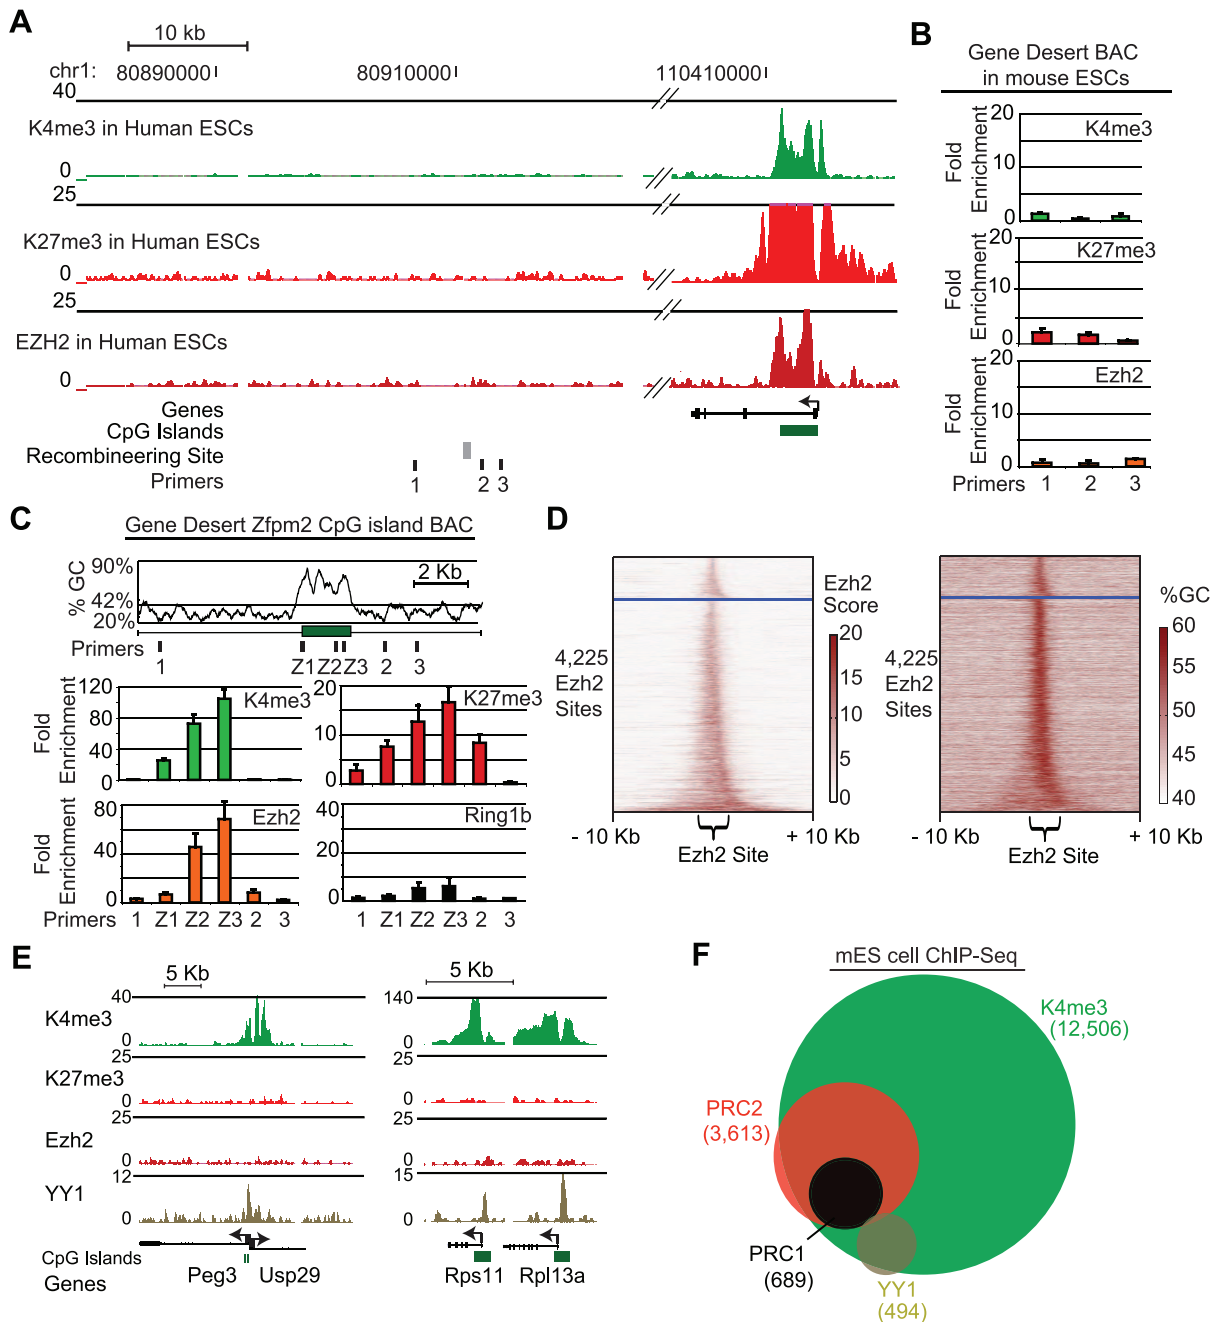 A
10 kb
chr1:
80890000
80910000
110410000
40
K4me3 in Human ESCs
0
25
K27me3 in Human ESCs
0
25
EZH2 in Human ESCs
0
Genes
CpG Islands
Recombineering Site
Primers
1
2
3
B
Gene Desert BAC
in mouse ESCs
Fold
Enrichment
20
10
0
K4me3
Fold
Enrichment
20
10
0
K27me3
Fold
Enrichment
20
10
0
Ezh2
Primers
1
2
3
C
Gene Desert Zfpm2 CpG island BAC
% GC
90%
42%
20%
2 Kb
Primers
1
Z1
Z2
Z3
2
3
Fold
Enrichment
120
80
40
0
K4me3
20
10
0
K27me3
Fold
Enrichment
80
40
0
Ezh2
40
20
0
Ring1b
Primers
1
Z1
Z2
Z3
2
3
1
Z1
Z2
Z3
2
3
D
4,225
Ezh2
Sites
Ezh2
Score
20
15
10
5
0
- 10 Kb
+ 10 Kb
Ezh2 Site
4,225
Ezh2
Sites
%GC
60
55
50
45
40
- 10 Kb
+ 10 Kb
Ezh2 Site
E
5 Kb
5 Kb
K4me3
40
0
140
0
K27me3
25
0
25
0
Ezh2
25
0
25
0
YY1
12
0
15
0
CpG Islands
Genes
Peg3
Usp29
Rps11
Rpl13a
F
mES cell ChIP-Seq
K4me3
(12,506)
PRC2
(3,613)
PRC1
(689)
YY1
(494)